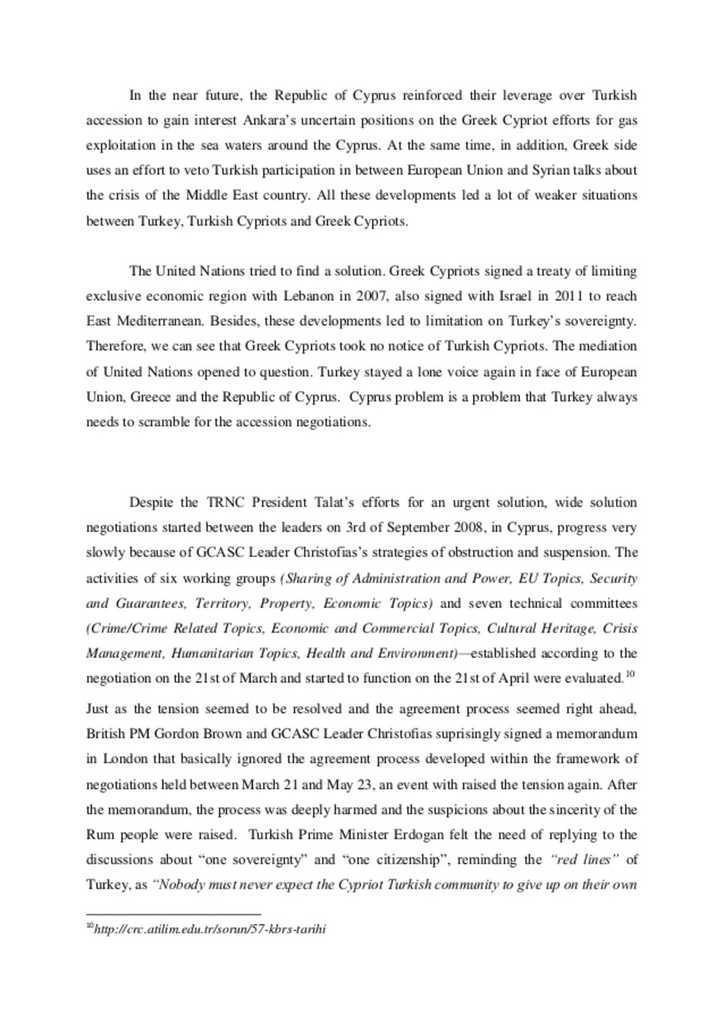 In the near future, the Republic of Cyprus reinforced their leverage over Turkish
accession to gain interest Ankara’s uncertain positions on the Greek Cypriot efforts for gas
exploitation in the sea waters around the Cyprus. At the same time, in addition, Greek side
uses an effort to veto Turkish participation in between European Union and Syrian talks about
the crisis of the Middle East country. All these developments led a lot of weaker situations
between Turkey, Turkish Cypriots and Greek Cypriots.
The United Nations tried to find a solution. Greek Cypriots signed a treaty of limiting
exclusive economic region with Lebanon in 2007, also signed with Israel in 2011 to reach
East Mediterranean. Besides, these developments led to limitation on Turkey’s sovereignty.
Therefore, we can see that Greek Cypriots took no notice of Turkish Cypriots. The mediation
of United Nations opened to question. Turkey stayed a lone voice again in face of European
Union, Greece and the Republic of Cyprus.  Cyprus problem is a problem that Turkey always
needs to scramble for the accession negotiations.
Despite the TRNC President Talat’s efforts for an urgent solution, wide solution
negotiations started between the leaders on 3rd of September 2008, in Cyprus, progress very
slowly because of GCASC Leader Christofias’s strategies of obstruction and suspension. The
activities of six working groups (Sharing of Administration and Power, EU Topics, Security
and Guarantees, Territory, Property, Economic Topics) and seven technical committees
(Crime/Crime Related Topics, Economic and Commercial Topics, Cultural Heritage, Crisis
Management, Humanitarian Topics, Health and Environment)—established according to the
negotiation on the 21st of March and started to function on the 21st of April were evaluated.10
Just as the tension seemed to be resolved and the agreement process seemed right ahead,
British PM Gordon Brown and GCASC Leader Christofias suprisingly signed a memorandum
in London that basically ignored the agreement process developed within the framework of
negotiations held between March 21 and May 23, an event with raised the tension again. After
the memorandum, the process was deeply harmed and the suspicions about the sincerity of the
Rum people were raised.  Turkish Prime Minister Erdogan felt the need of replying to the
discussions about “one sovereignty” and “one citizenship”, reminding the “red lines” of
Turkey, as “Nobody must never expect the Cypriot Turkish community to give up on their own
10http://crc.atilim.edu.tr/sorun/57-kbrs-tarihi